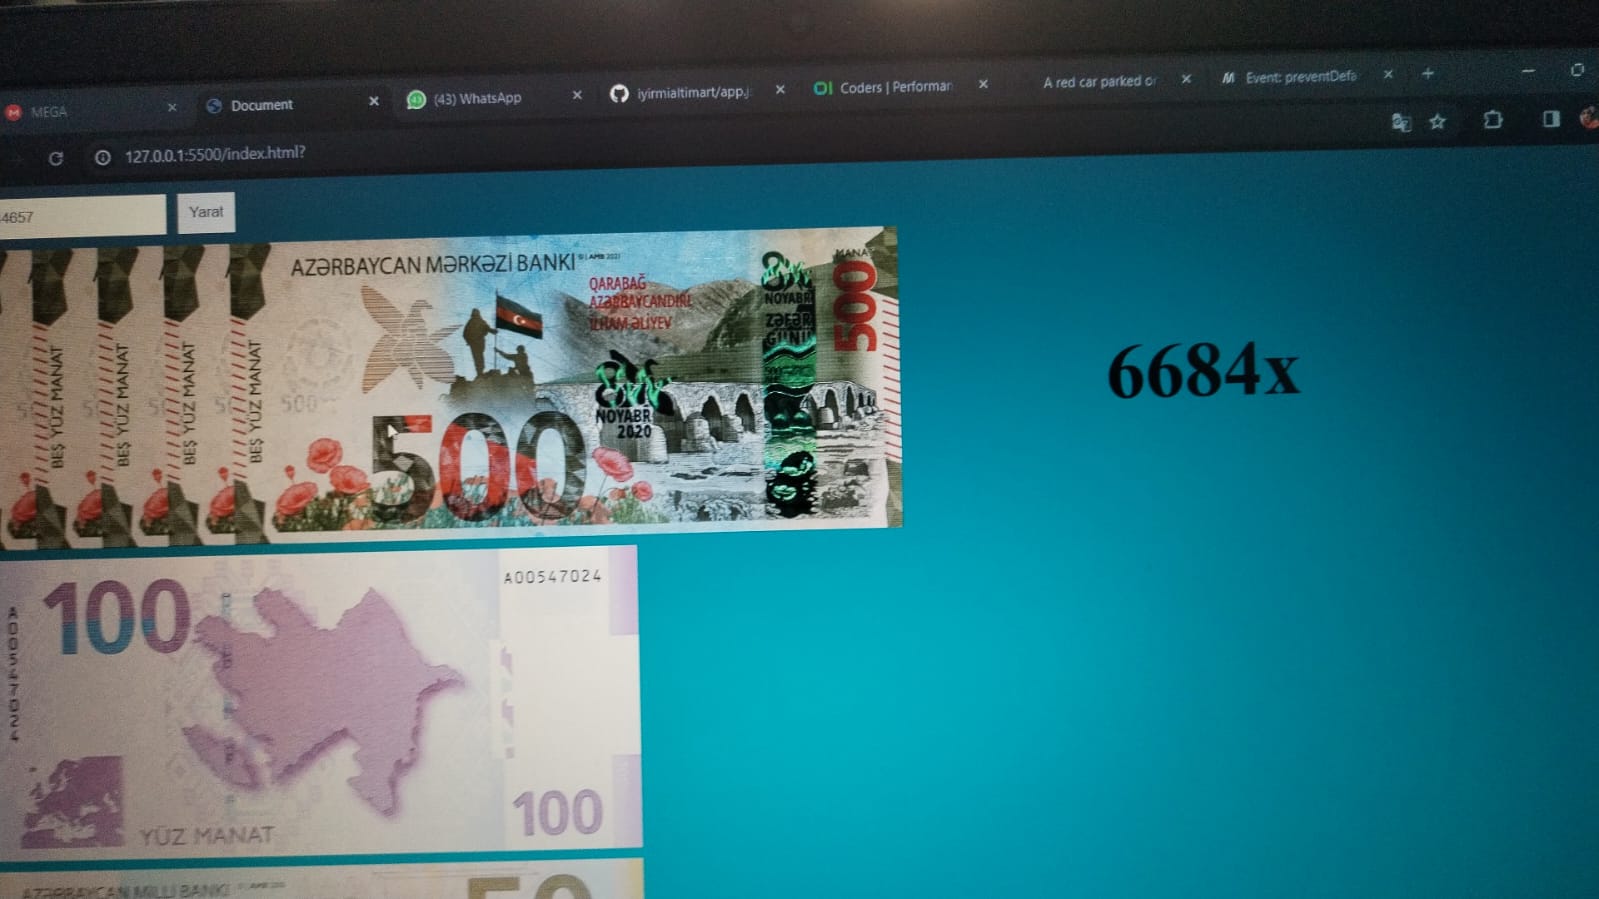 MEGA
Document
(43) WhatsApp
iyirmialtimart/app.j
Coders | Performan
A red car parked or
Event: preventDefa
127.0.0.1:5500/index.html?
4657
Yarat
AZƏRBAYCAN MƏRKƏZİ BANKI © | AMB 2021
QARABAĞ
AZƏRBAYCANDIR!
İLHAM ƏLİYEV
MANAT
500
8
NOYABR
ZƏFƏR
GÜNÜ
BEŞ YÜZ MANAT
BEŞ YÜZ MANAT
BEŞ YÜZ MANAT
BEŞ YÜZ MANAT
500
500
NOYABR
2020
6684x
100
A00547024
A00547024
100
YÜZ MANAT
AZƏRBAYCAN MİLLİ BANKI
50